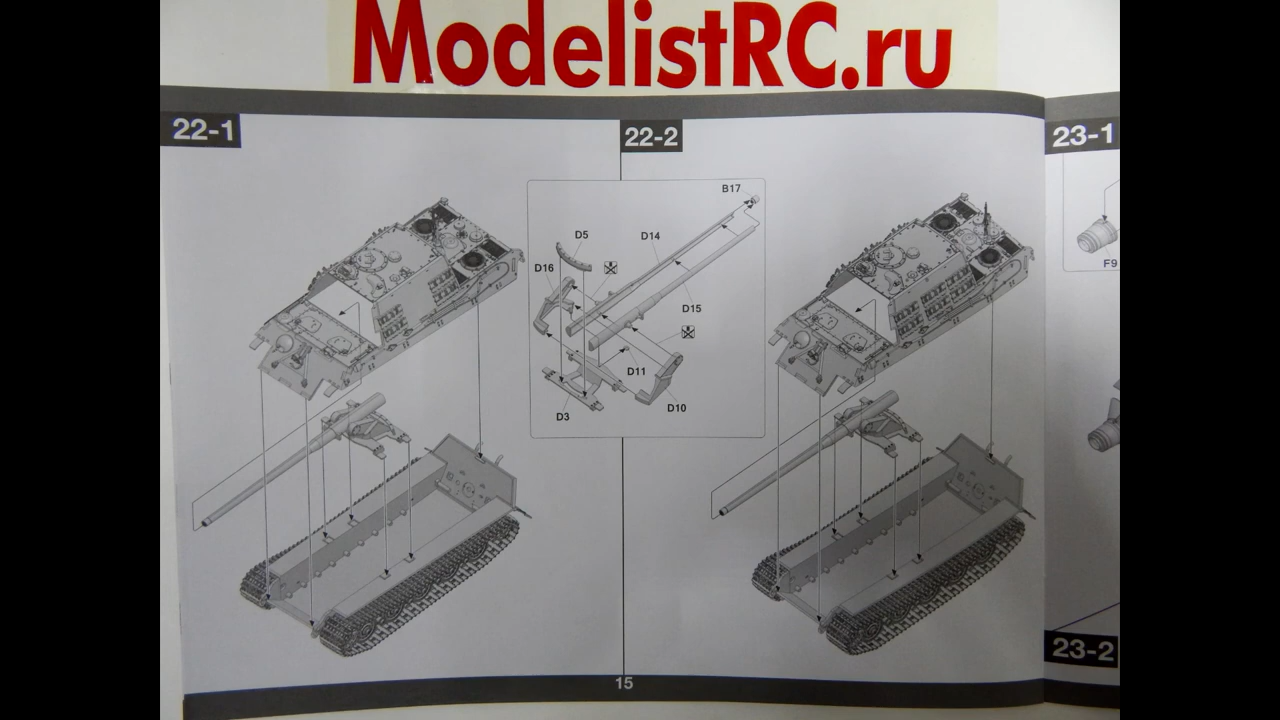 ModelistRC.ru
22-1
22-2
23-1
B17
D5
D14
D16
D15
D11
D3
D10
F9
23-2
15